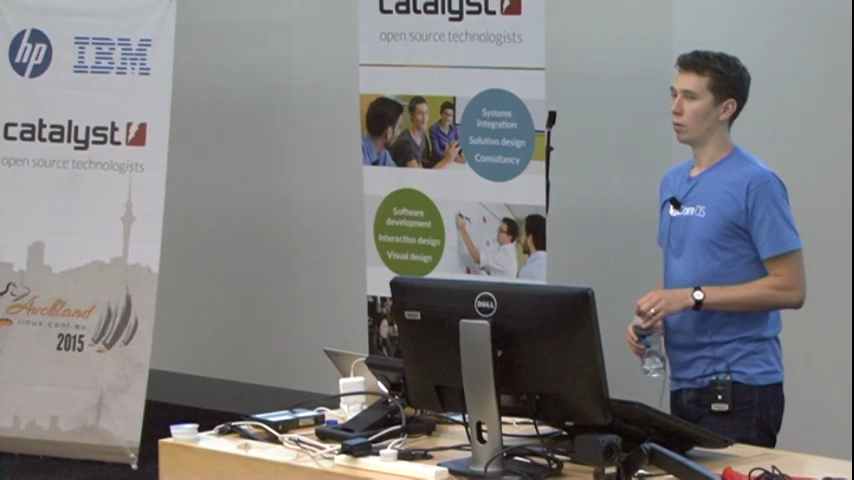 hp IBM
catalyst
open source technologists
Auckland
linux.conf.au
2015
catalyst
open source technologists
Systems
integration
Solution design
Consultancy
Software
development
Interaction design
Visual design
DELL
CoreOS